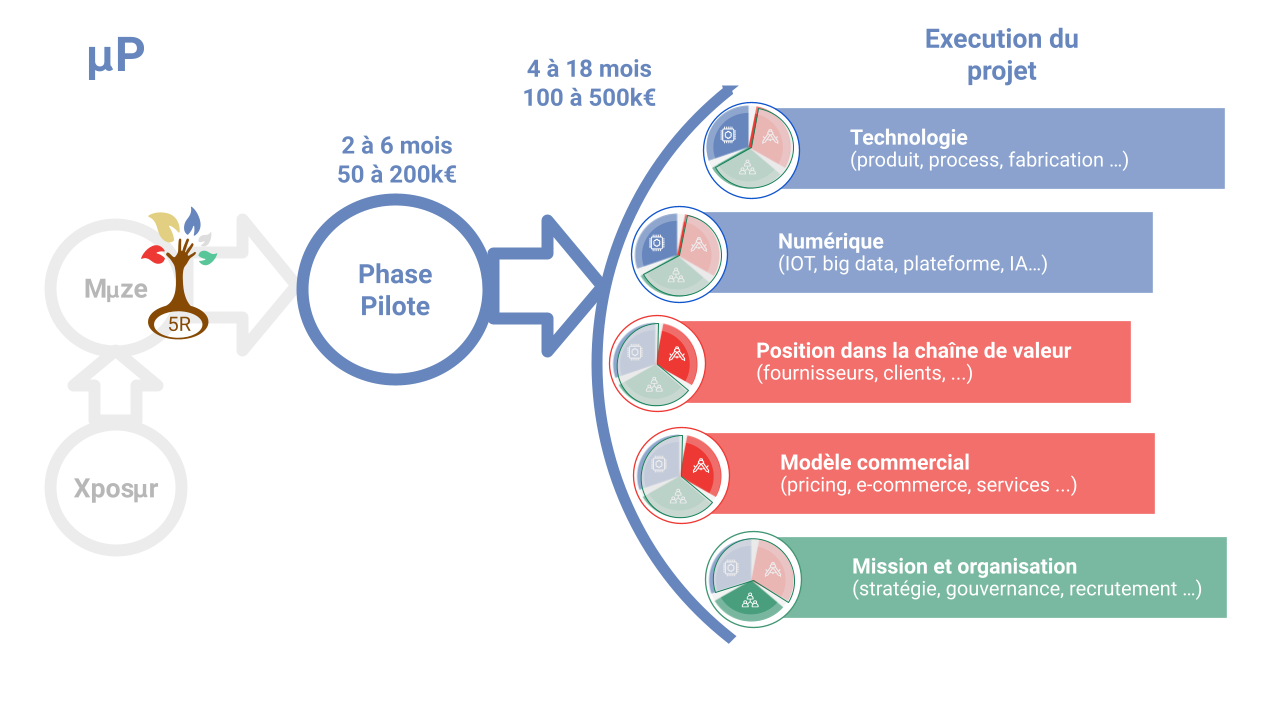 µP
4 à 18 mois
100 à 500k€
Execution du
projet
2 à 6 mois
50 à 200k€
Mµze
5R
Phase
Pilote
Xposµr
Technologie
(produit, process, fabrication ...)
Numérique
(IOT, big data, plateforme, IA...)
Position dans la chaîne de valeur
(fournisseurs, clients, ...)
Modèle commercial
(pricing, e-commerce, services ...)
Mission et organisation
(stratégie, gouvernance, recrutement ...)